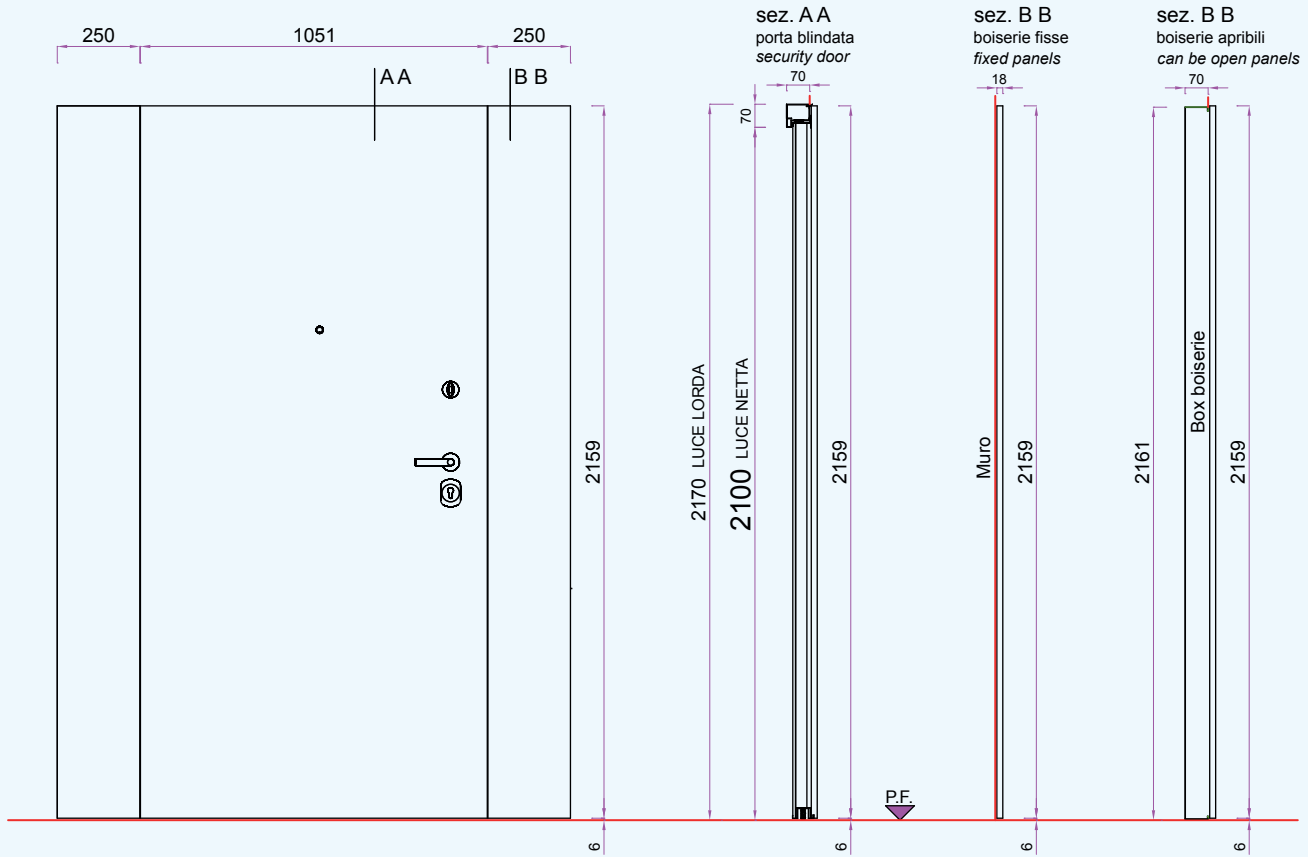 250
1051
250
A A
B B
2159
6
sez. A A
porta blindata
security door
70
70
2170 LUCE LORDA
2100 LUCE NETTA
2159
6
P.F.
sez. B B
boiserie fisse
fixed panels
18
Muro
2159
6
sez. B B
boiserie apribili
can be open panels
70
2161
Box boiserie
2159
6